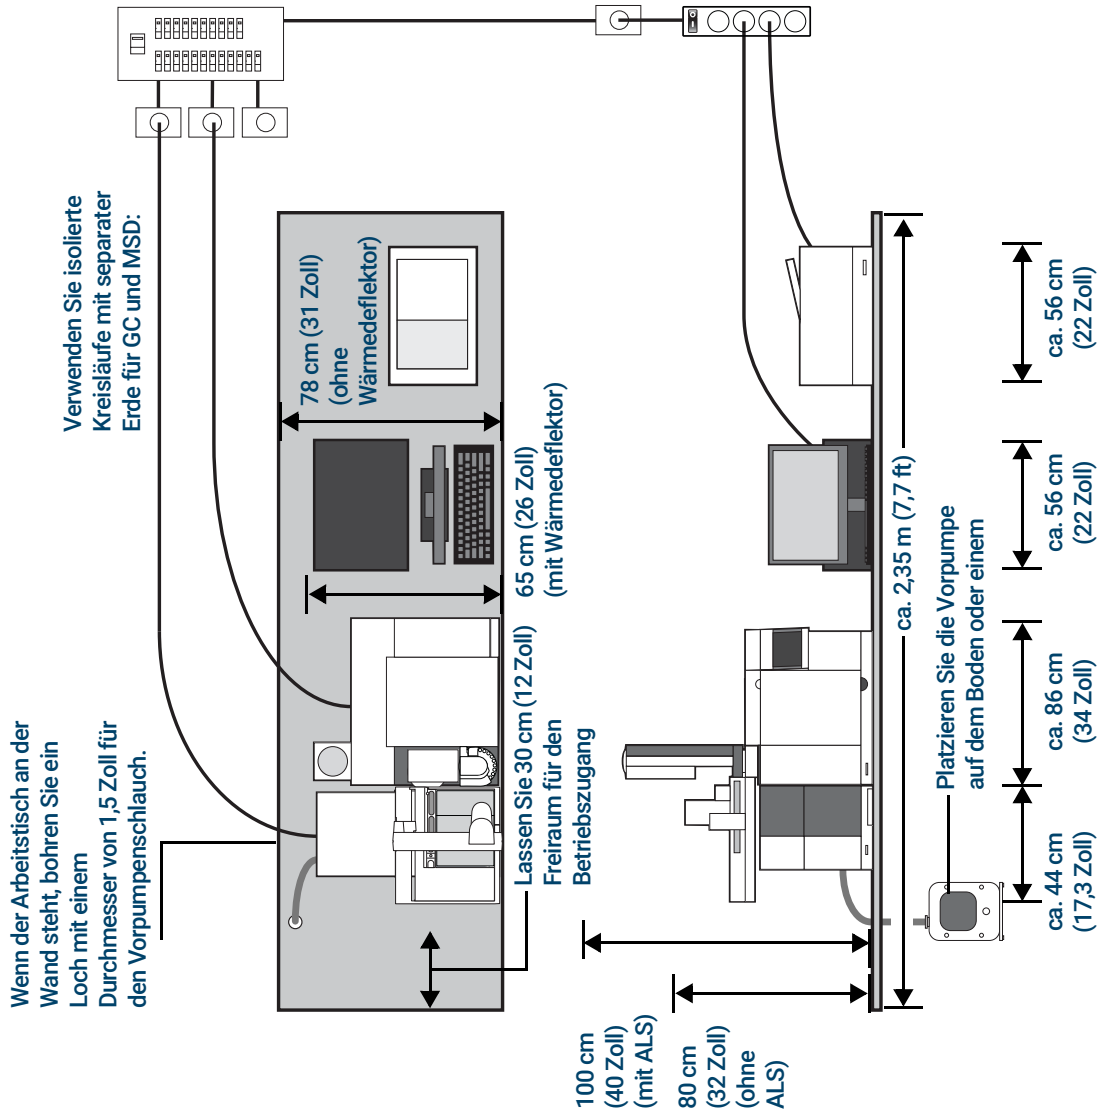 Wenn der Arbeitstisch an der
Wand steht, bohren Sie ein
Loch mit einem
Durchmesser von 1,5 Zoll für
den Vorpumpenschlauch.
Verwenden Sie isolierte
Kreisläufe mit separater
Erde für GC und MSD:
78 cm (31 Zoll)
(ohne
Wärmedeflektor)
65 cm (26 Zoll)
(mit Wärmedeflektor)
Lassen Sie 30 cm (12 Zoll)
Freiraum für den
Betriebszugang
100 cm
(40 Zoll)
(mit ALS)
80 cm
(32 Zoll)
(ohne
ALS)
ca. 2,35 m (7,7 ft)
Platzieren Sie die Vorpumpe
auf dem Boden oder einem
ca. 44 cm
(17,3 Zoll)
ca. 86 cm
(34 Zoll)
ca. 56 cm
(22 Zoll)
ca. 56 cm
(22 Zoll)